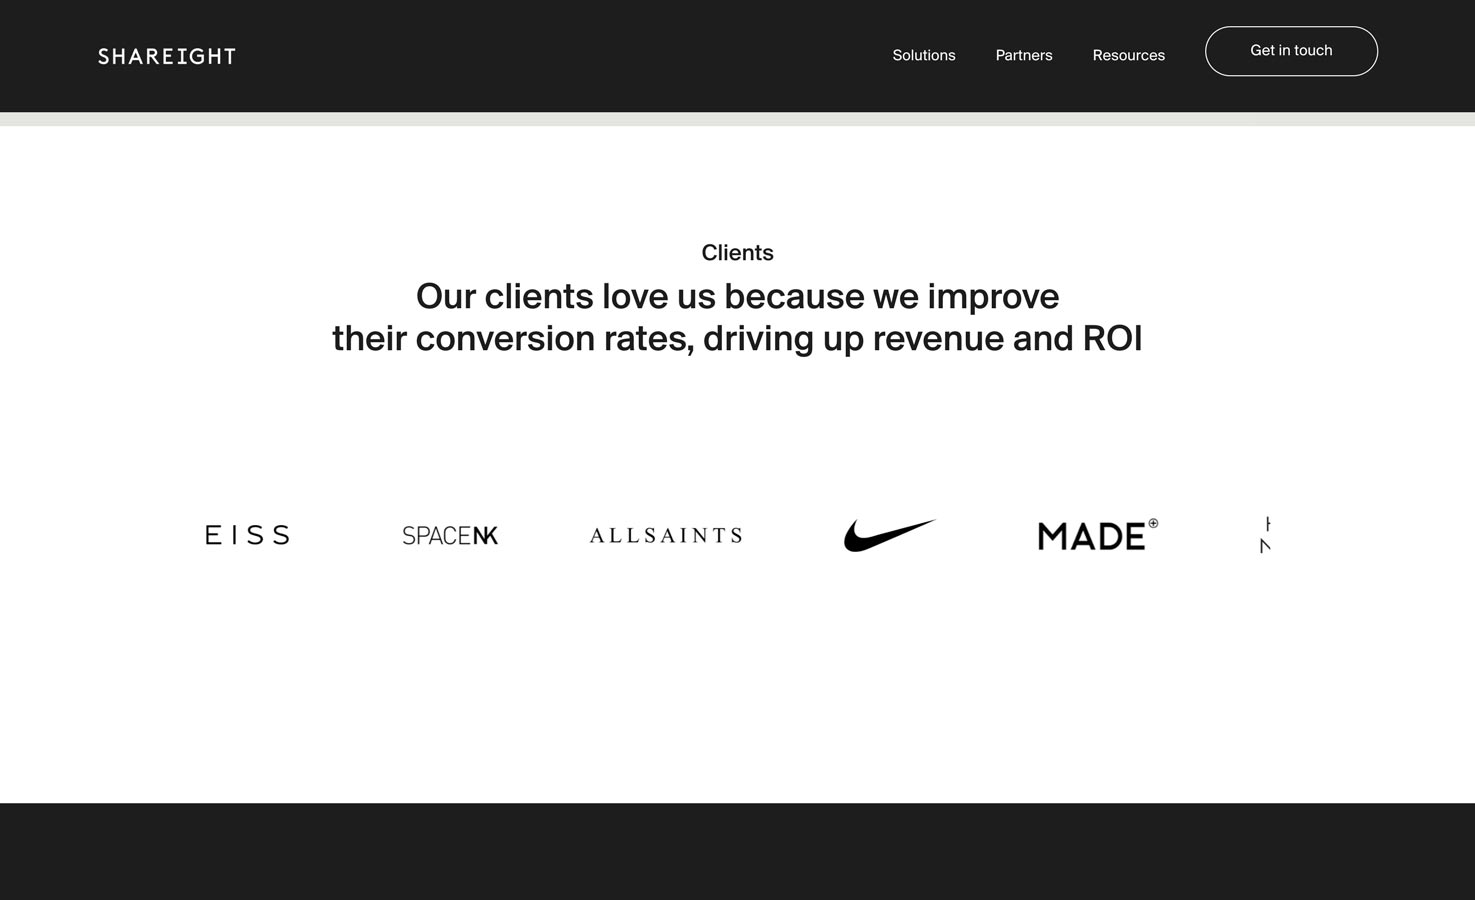 SHAREIGHT
Solutions
Partners
Resources
Get in touch
Clients
Our clients love us because we improve
their conversion rates, driving up revenue and ROI
EISS
SPACENK
ALLSAINTS
MADE